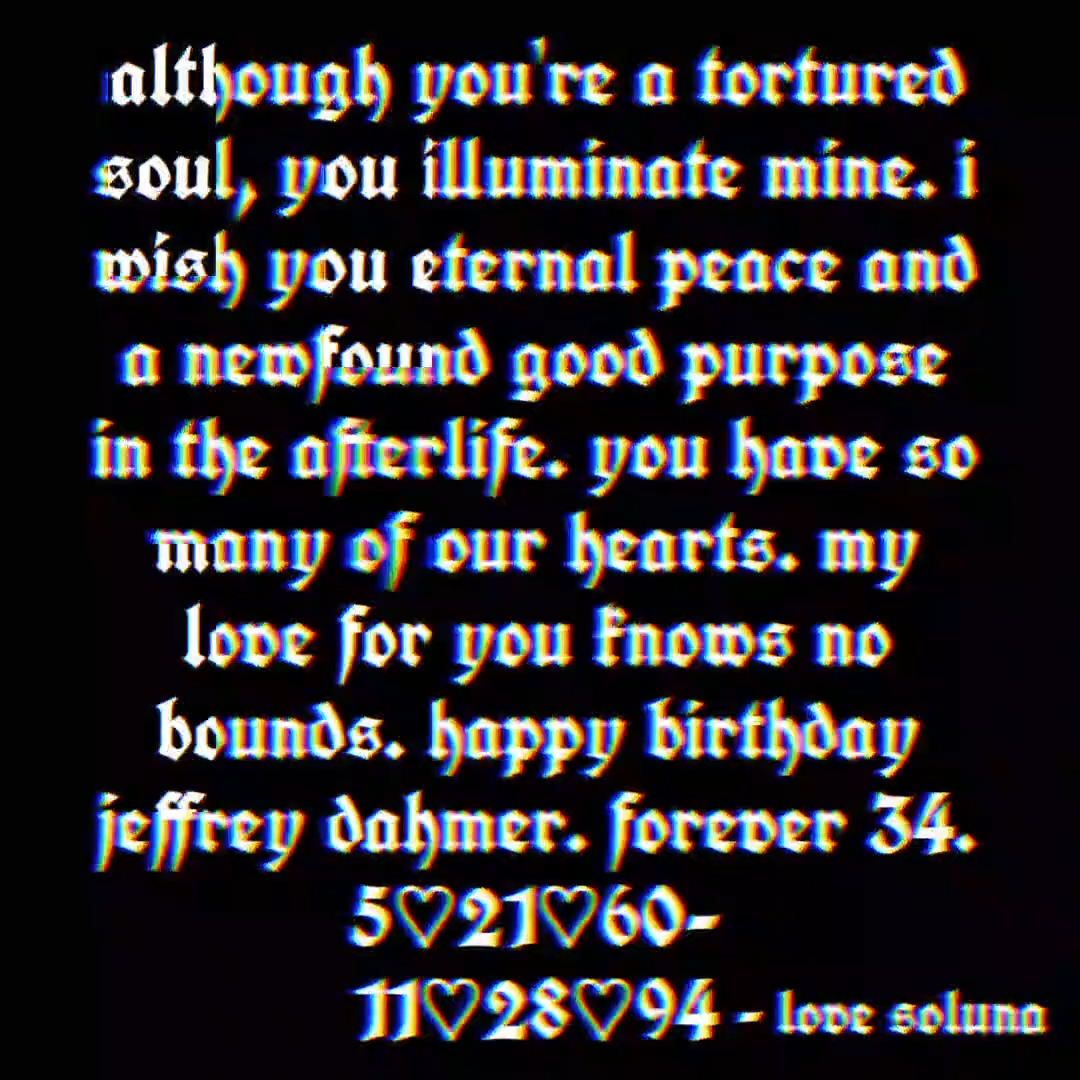 although you're a tortured
soul, you illuminate mine. i
wish you eternal peace and
a newfound good purpose
in the afterlife. you have so
many of our hearts. my
love for you knows no
bounds. happy birthday
jeffrey dahmer. forever 34.
5♡21♡60-
11♡28♡94 - love soluna